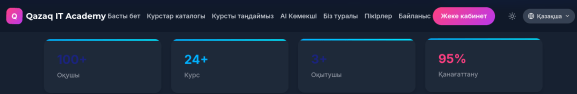 Q Qazaq IT Academy Басты бет Курстар каталогы Курсты таңдаймыз AI Көмекші Біз туралы Пікірлер Байланыс Жеке кабинет Қазақша
24+ 95%
Оқушы Курс Оқытушы Қанағаттану